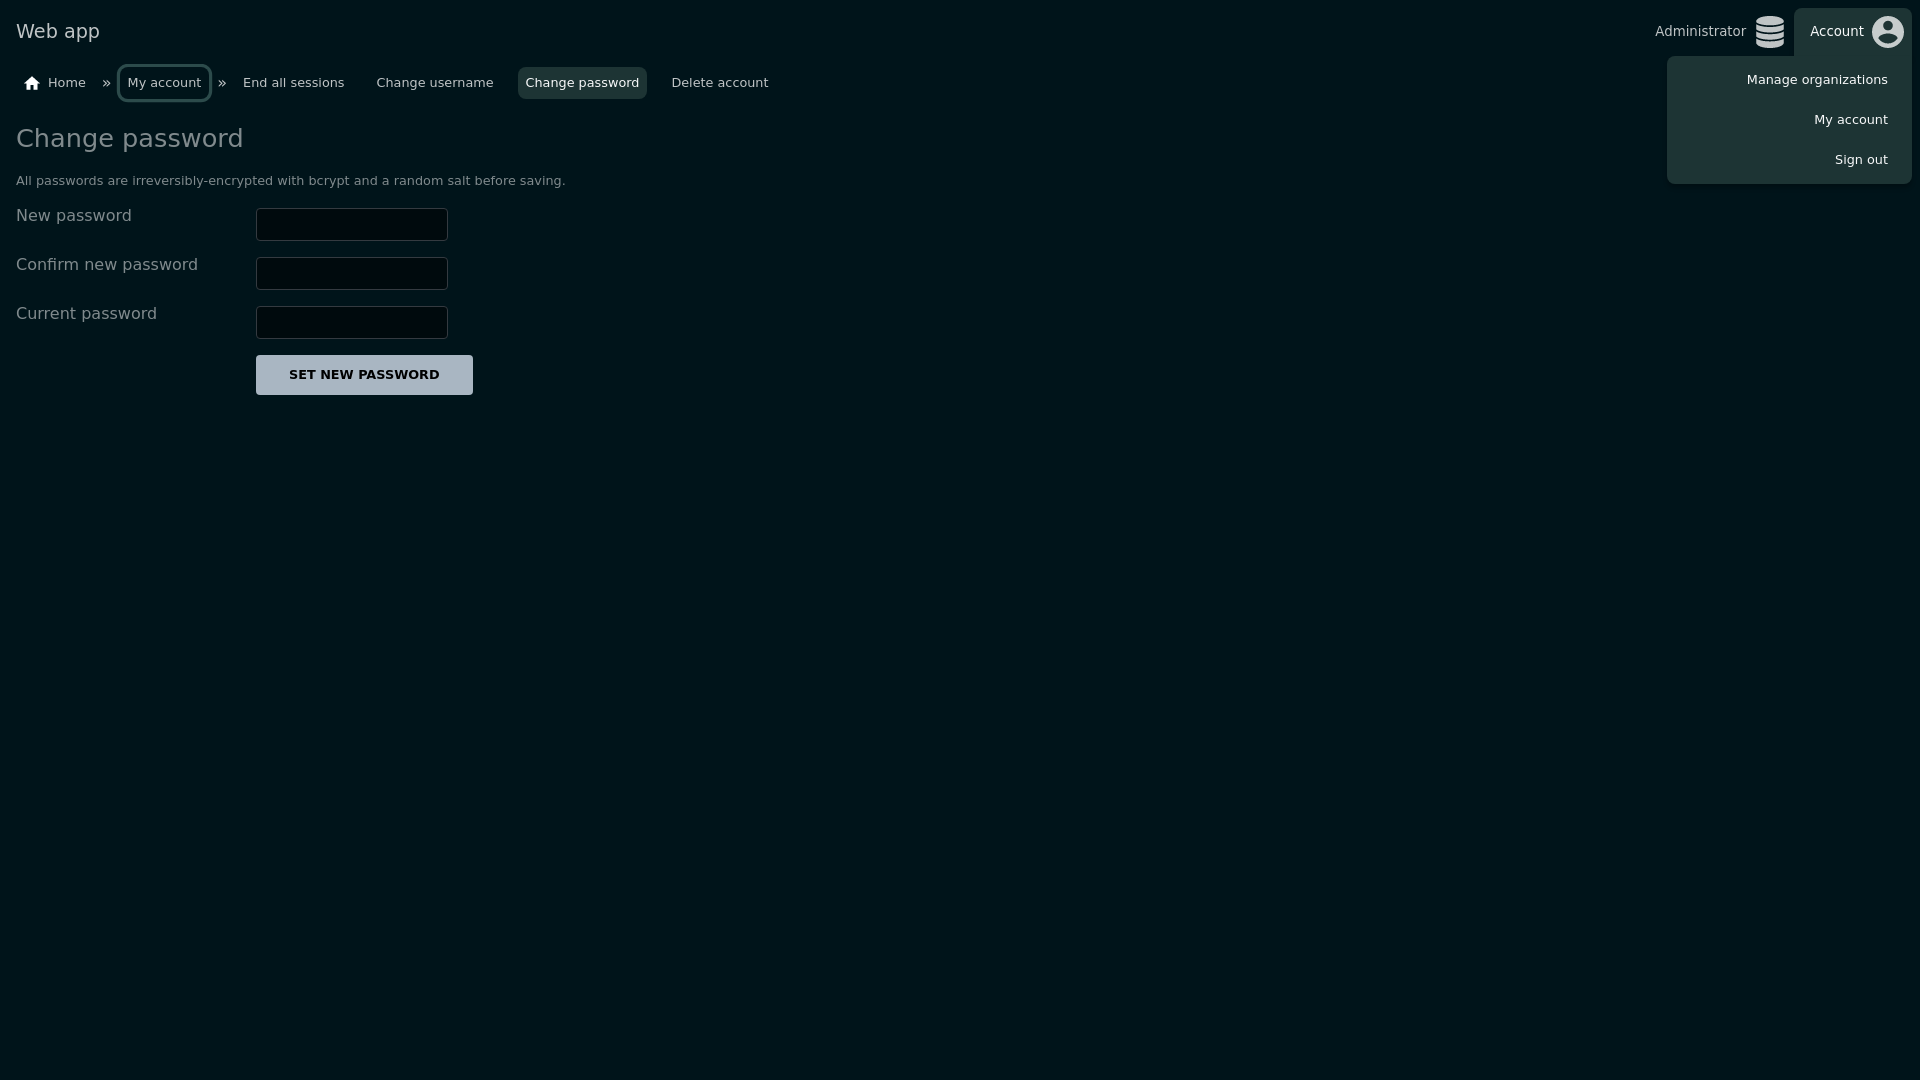 Web app
Administrator
Account
Home » My account » End all sessions Change username Change password Delete account
Manage organizations
My account
Sign out
Change password
All passwords are irreversibly-encrypted with bcrypt and a random salt before saving.
New password
Confirm new password
Current password
SET NEW PASSWORD